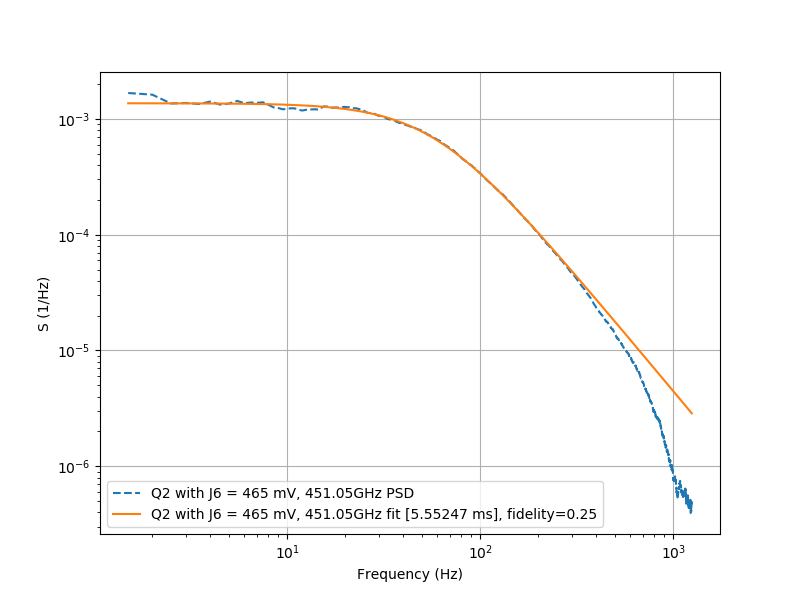 10⁻³
10⁻⁴
10⁻⁵
10⁻⁶
S (1/Hz)
Q2 with J6 = 465 mV, 451.05GHz PSD
Q2 with J6 = 465 mV, 451.05GHz fit [5.55247 ms], fidelity=0.25
10¹ 10² 10³
Frequency (Hz)